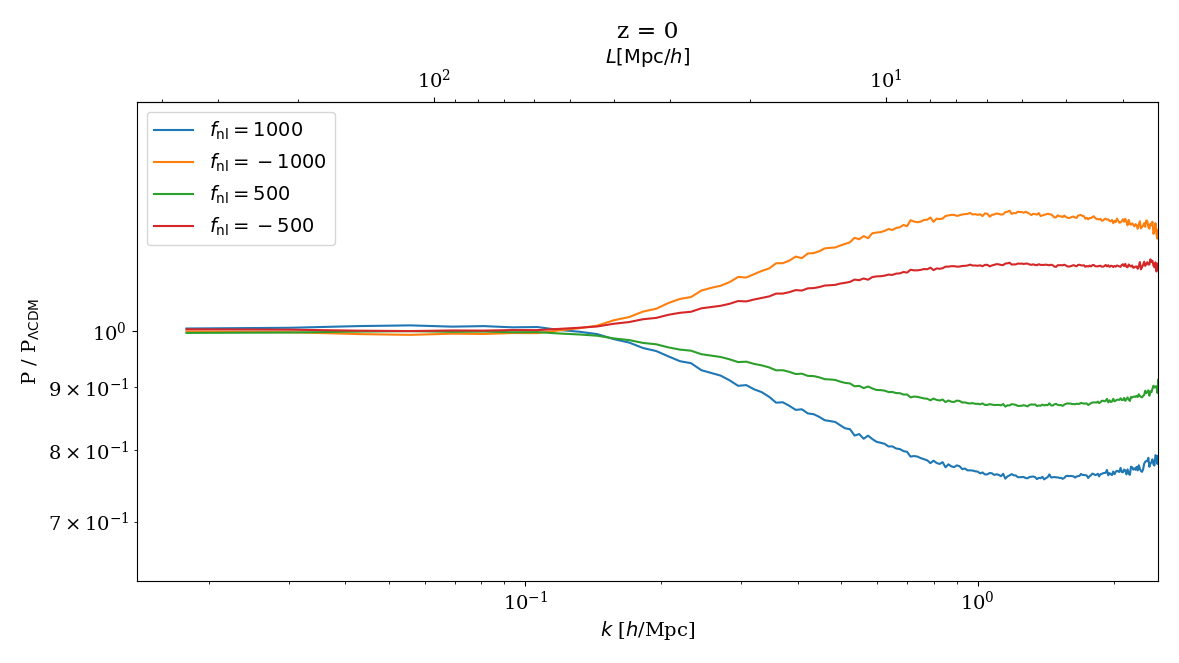 z = 0
L[Mpc/h]
10² 10¹
f_nl = 1000
f_nl = −1000
f_nl = 500
f_nl = −500
P / P_ΛCDM
10⁰
9 × 10⁻¹
8 × 10⁻¹
7 × 10⁻¹
10⁻¹ 10⁰
k [h/Mpc]